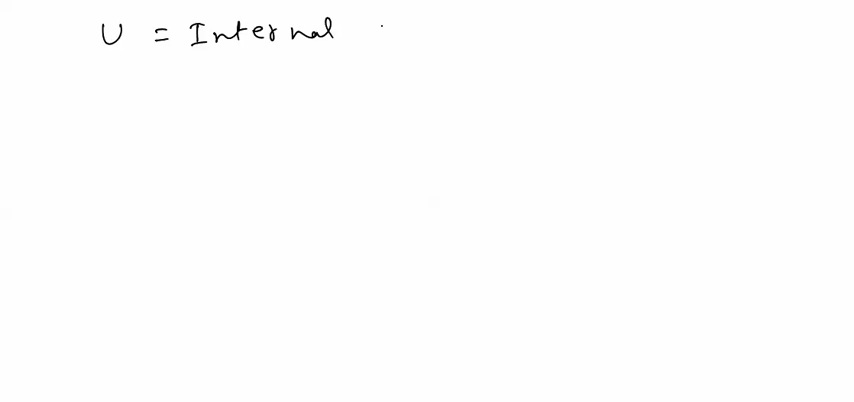 U = Internal